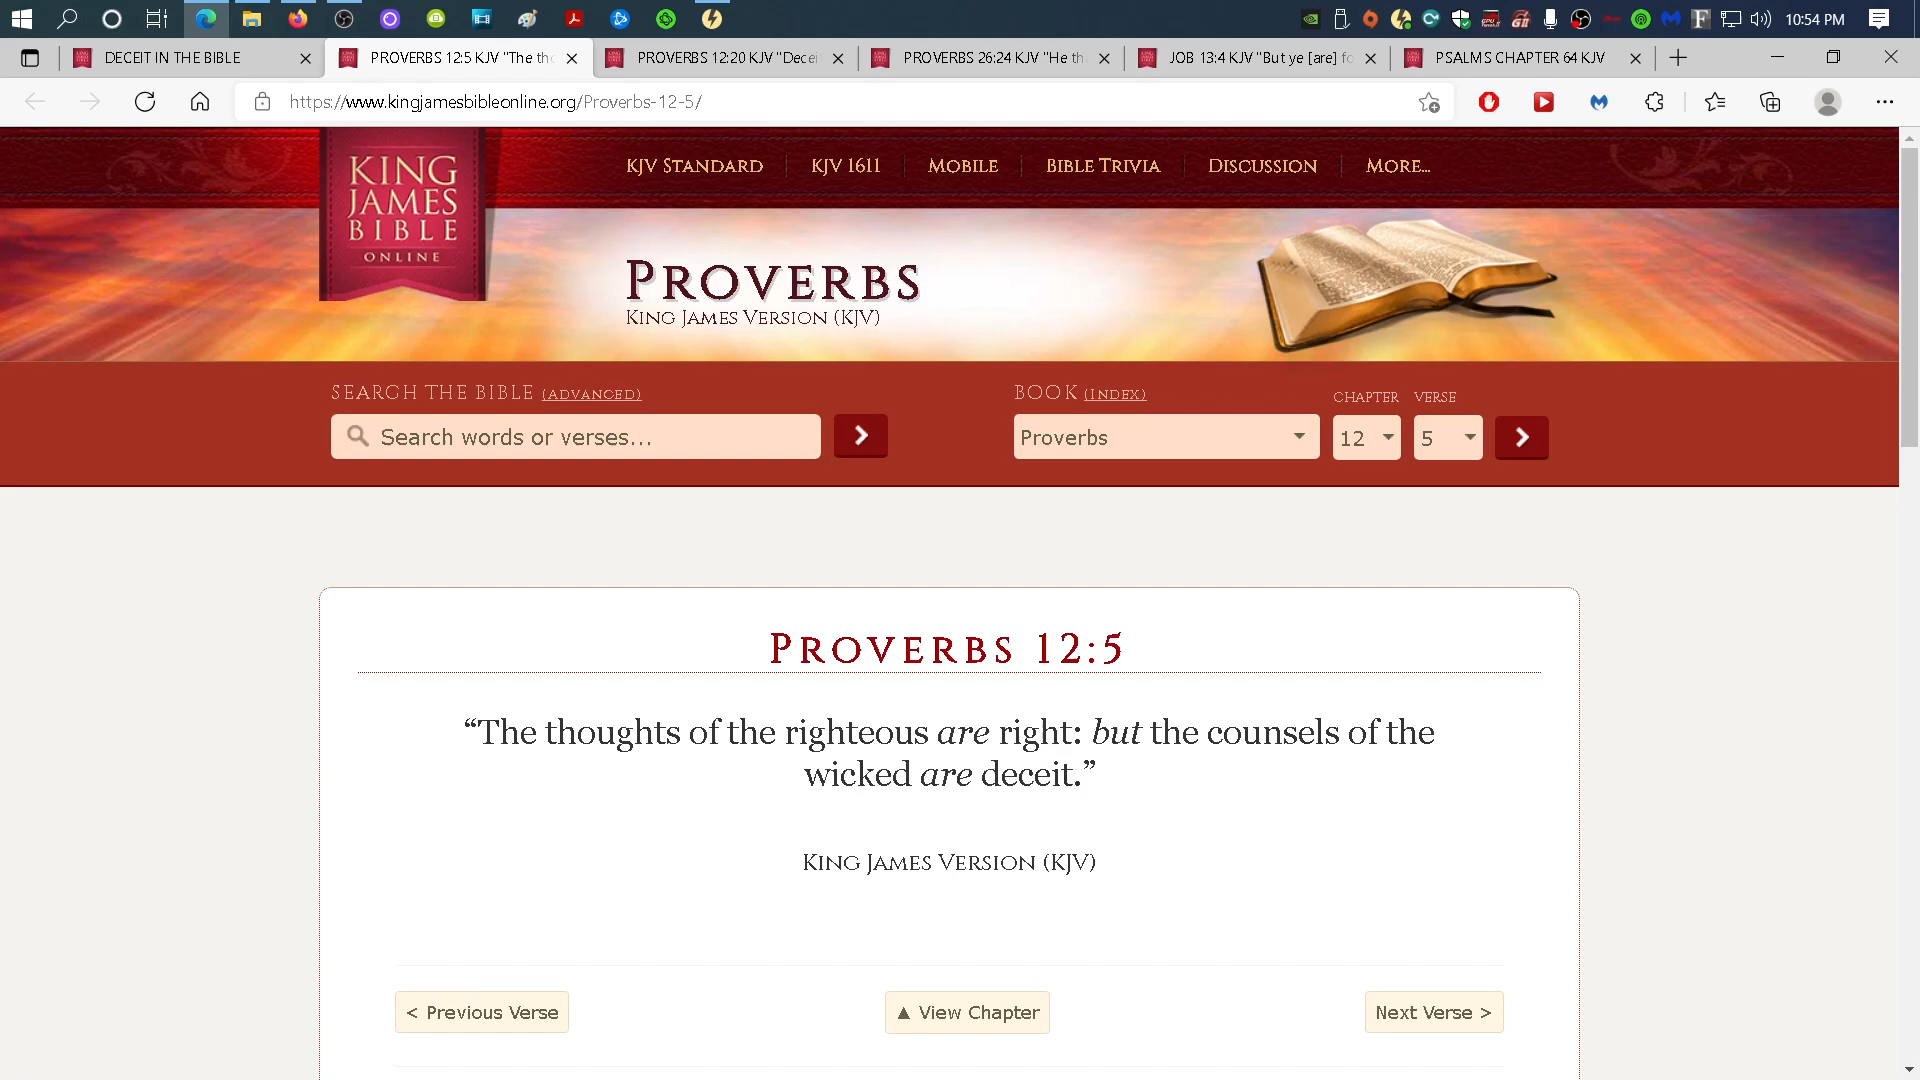 10:54 PM
DECEIT IN THE BIBLE
PROVERBS 12:5 KJV "The tho
PROVERBS 12:20 KJV "Deceit
PROVERBS 26:24 KJV "He th
JOB 13:4 KJV "But ye [are] fo
PSALMS CHAPTER 64 KJV
https://www.kingjamesbibleonline.org/Proverbs-12-5/
KING
JAMES
BIBLE
ONLINE
KJV STANDARD
KJV 1611
MOBILE
BIBLE TRIVIA
DISCUSSION
MORE...
PROVERBS
KING JAMES VERSION (KJV)
SEARCH THE BIBLE (ADVANCED)
Search words or verses...
BOOK (INDEX)
CHAPTER
VERSE
Proverbs
12
5
PROVERBS 12:5
“The thoughts of the righteous are right: but the counsels of the
wicked are deceit.”
KING JAMES VERSION (KJV)
< Previous Verse
▲ View Chapter
Next Verse >